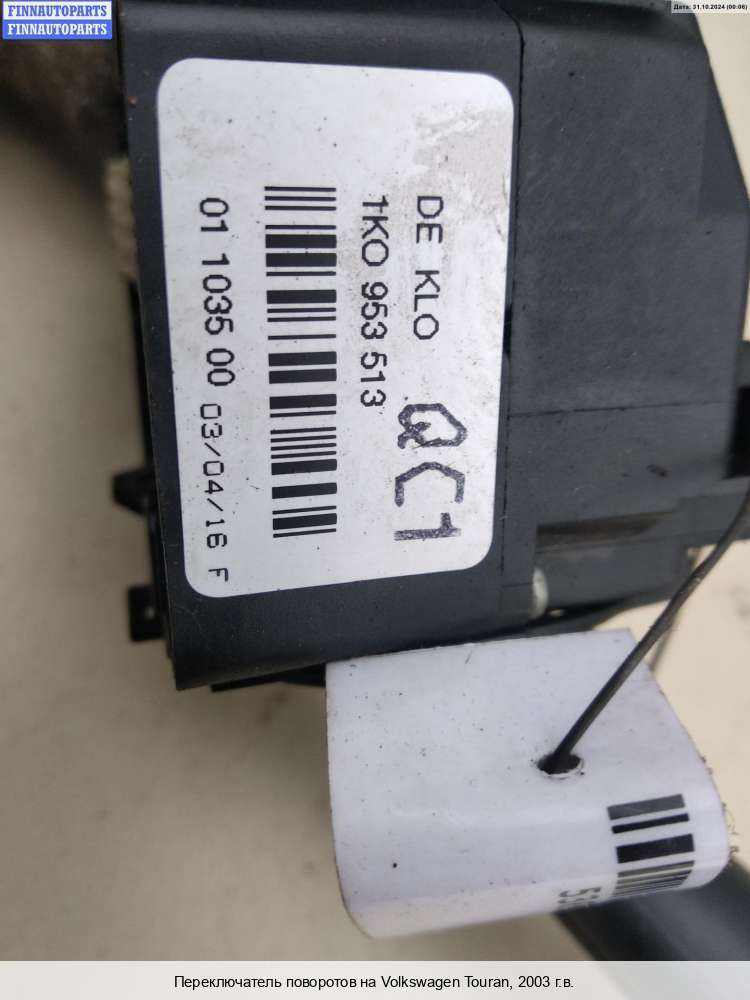 FINNAUTOPARTS
FINNAUTOPARTS
Дата: 31.10.2024 (00:06)
DE KLO
QC1
1K0 953 513
01 1035 00 03/04/16 F
Переключатель поворотов на Volkswagen Touran, 2003 г.в.